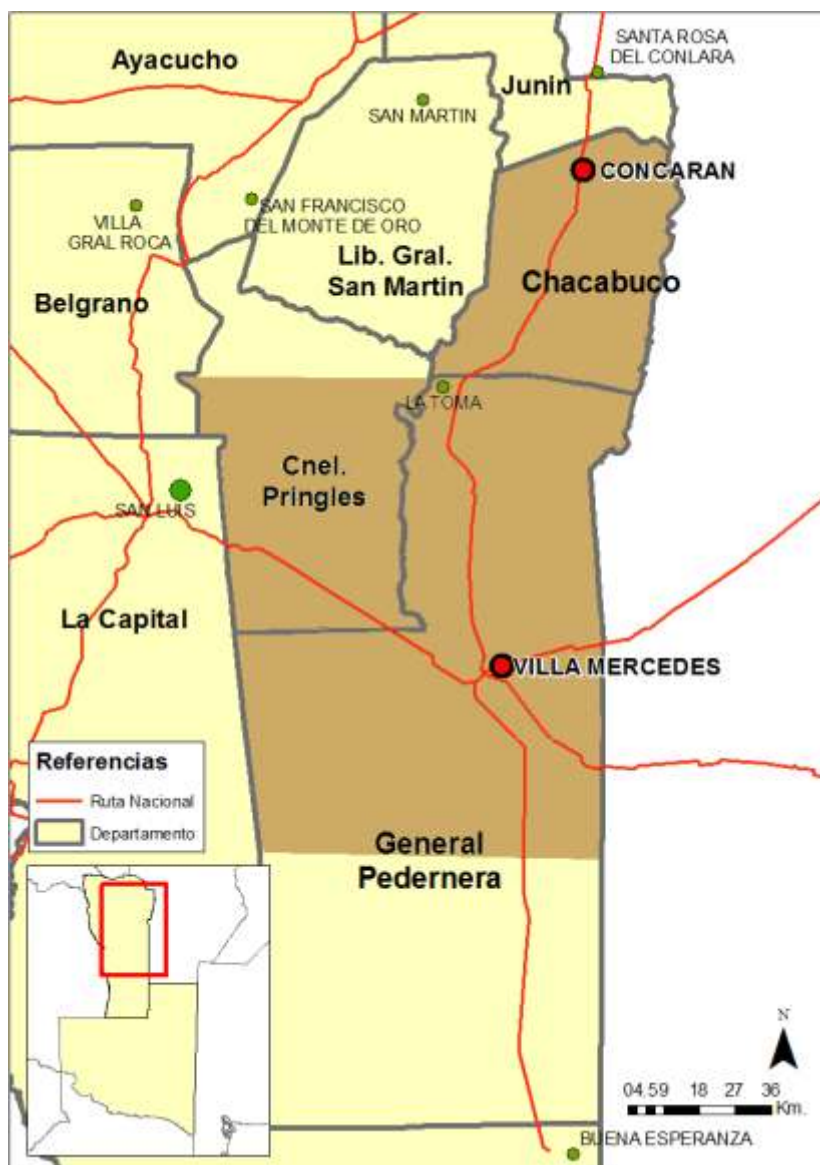 Ayacucho
SANTA ROSA
DEL CONLARA
Junin
SAN MARTIN
CONCARAN
VILLA
GRAL ROCA
SAN FRANCISCO
DEL MONTE DE ORO
Lib. Gral.
San Martin
Chacabuco
Belgrano
LA TOMA
Cnel.
Pringles
SAN LUIS
La Capital
VILLA MERCEDES
Referencias
Ruta Nacional
Departamento
General
Pedernera
N
04.59 18 27 36
Km.
BUENA ESPERANZA